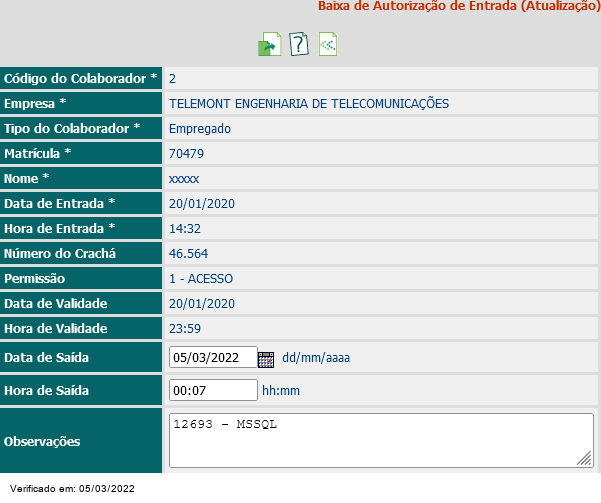 Baixa de Autorização de Entrada (Atualização)
Código do Colaborador * 2
Empresa * TELEMONT ENGENHARIA DE TELECOMUNICAÇÕES
Tipo do Colaborador * Empregado
Matrícula * 70479
Nome * xxxxx
Data de Entrada * 20/01/2020
Hora de Entrada * 14:32
Número do Crachá 46.564
Permissão 1 - ACESSO
Data de Validade 20/01/2020
Hora de Validade 23:59
Data de Saída 05/03/2022 dd/mm/aaaa
Hora de Saída 00:07 hh:mm
Observações 12693 - MSSQL
Verificado em: 05/03/2022